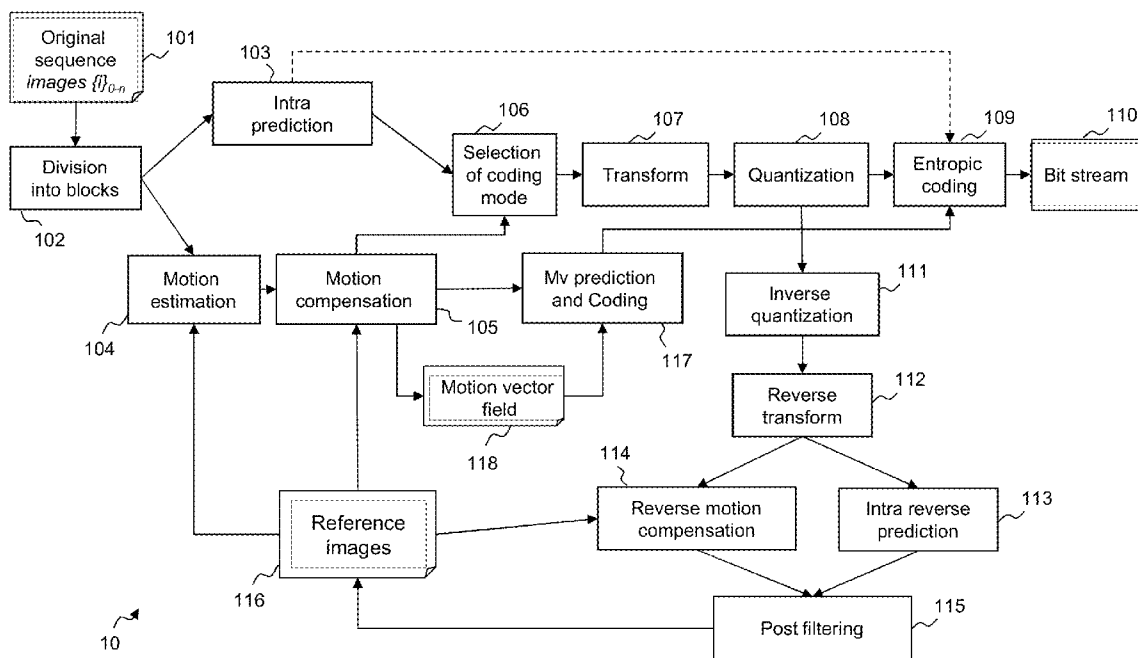 Original
sequence
images {i}0-n
101
103
Intra
prediction
106
Selection
of coding
mode
107
Transform
108
Quantization
109
Entropic
coding
110
Bit stream
Division
into blocks
102
Motion
estimation
104
Motion
compensation
105
Mv prediction
and Coding
117
111
Inverse
quantization
Motion vector
field
118
112
Reverse
transform
114
Reverse motion
compensation
Intra reverse
prediction
113
Reference
images
116
115
Post filtering
10